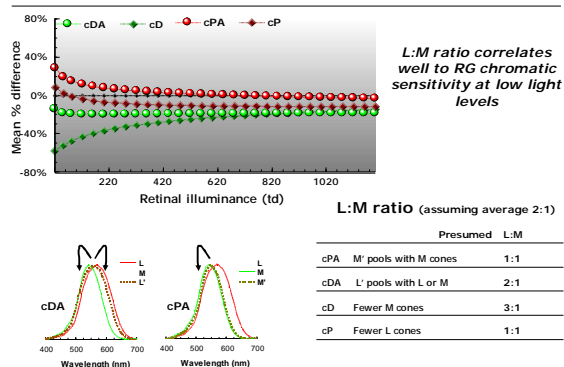 80%
cDA cD cPA cP
40%
0%
-40%
-80%
Mean % difference
220 420 620 820 1020
Retinal illuminance (td)
L:M ratio correlates
well to RG chromatic
sensitivity at low light
levels
L:M ratio (assuming average 2:1)
Presumed L:M
cPA M' pools with M cones 1:1
cDA L' pools with L or M 2:1
cD Fewer M cones 3:1
cP Fewer L cones 1:1
cDA
L
M
L'
400 500 600 700
Wavelength (nm)
cPA
L
M
M'
400 500 600 700
Wavelength (nm)